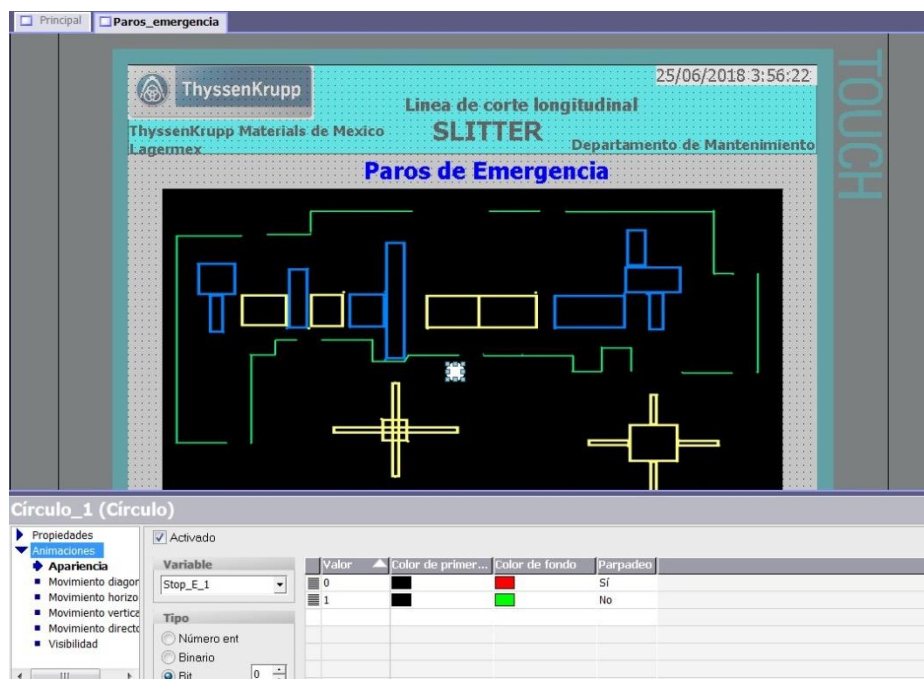 Principal Paros_emergencia
ThyssenKrupp
25/06/2018 3:56:22
TOUCH
Linea de corte longitudinal
SLITTER
ThyssenKrupp Materials de Mexico
Lagermex
Departamento de Mantenimiento
Paros de Emergencia
Círculo_1 (Círculo)
Propiedades
Animaciones
Apariencia
Movimiento diagor
Movimiento horizo
Movimiento vertica
Movimiento directo
Visibilidad
Activado
Variable
Stop_E_1
Tipo
Número ent
Binario
Bit 0
Valor Color de primer... Color de fondo Parpadeo
0 Sí
1 No